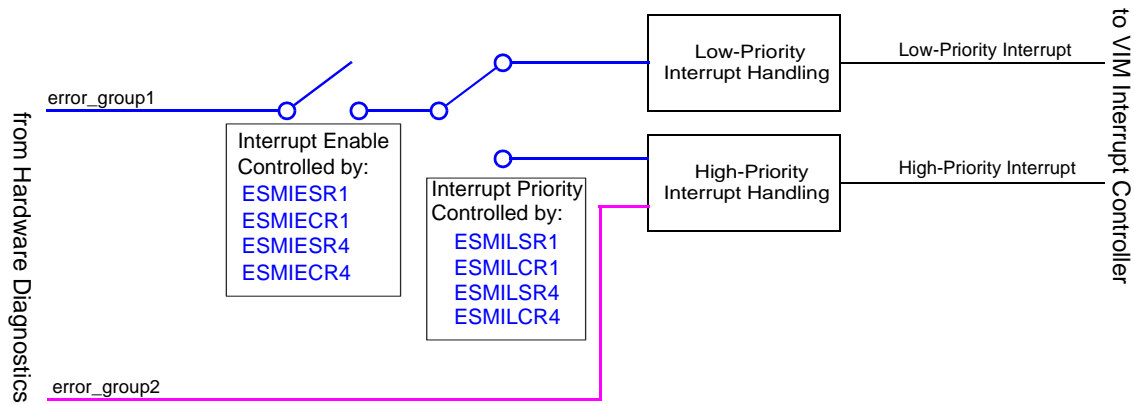 from Hardware Diagnostics
error_group1
Interrupt Enable
Controlled by:
ESMIESR1
ESMIECR1
ESMIESR4
ESMIECR4
Interrupt Priority
Controlled by:
ESMILSR1
ESMILCR1
ESMILSR4
ESMILCR4
error_group2
Low-Priority
Interrupt Handling
Low-Priority Interrupt
High-Priority
Interrupt Handling
High-Priority Interrupt
to VIM Interrupt Controller